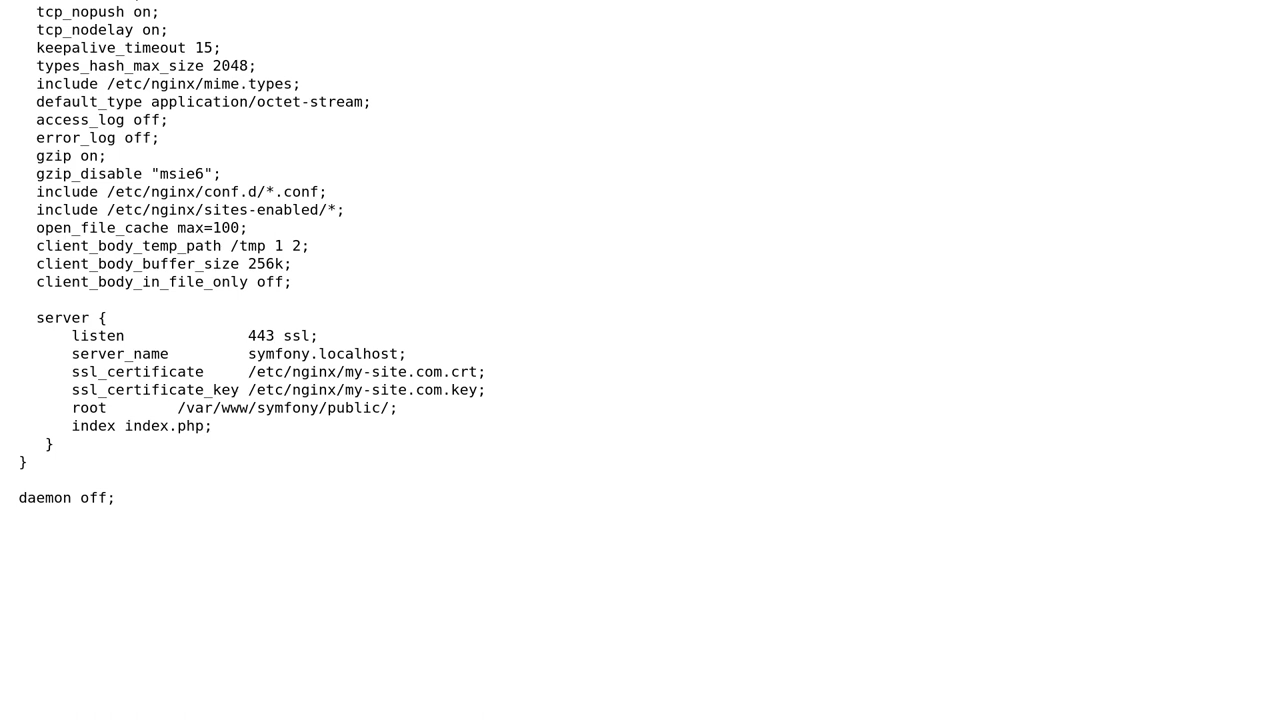 tcp_nopush on;
tcp_nodelay on;
keepalive_timeout 15;
types_hash_max_size 2048;
include /etc/nginx/mime.types;
default_type application/octet-stream;
access_log off;
error_log off;
gzip on;
gzip_disable "msie6";
include /etc/nginx/conf.d/*.conf;
include /etc/nginx/sites-enabled/*;
open_file_cache max=100;
client_body_temp_path /tmp 1 2;
client_body_buffer_size 256k;
client_body_in_file_only off;

server {
    listen              443 ssl;
    server_name         symfony.localhost;
    ssl_certificate     /etc/nginx/my-site.com.crt;
    ssl_certificate_key /etc/nginx/my-site.com.key;
    root        /var/www/symfony/public/;
    index index.php;
}
}

daemon off;